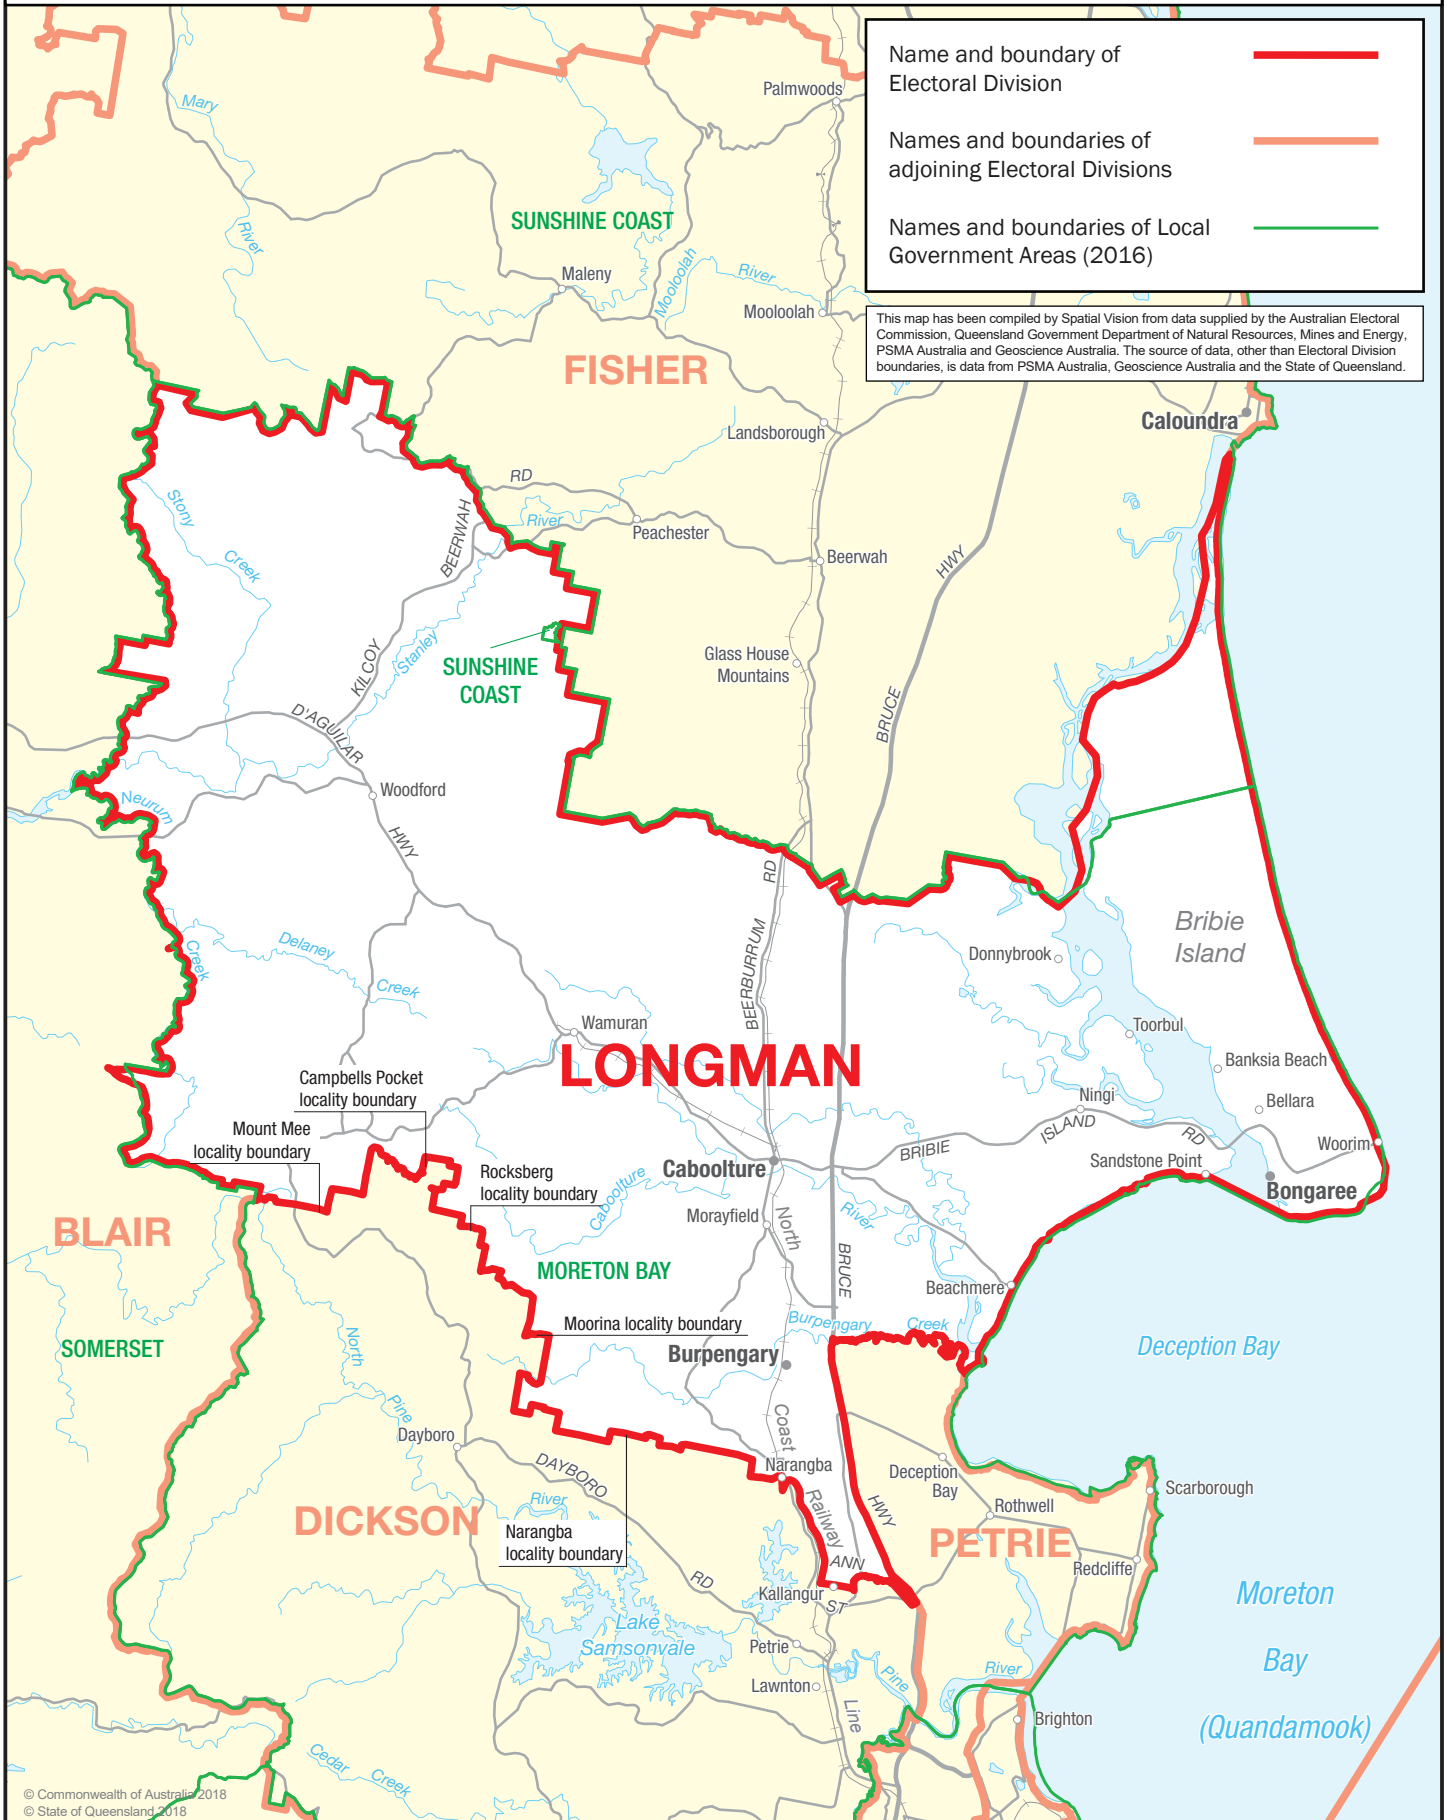 Name and boundary of
Electoral Division
Names and boundaries of
adjoining Electoral Divisions
Names and boundaries of Local
Government Areas (2016)
This map has been compiled by Spatial Vision from data supplied by the Australian Electoral
Commission, Queensland Government Department of Natural Resources, Mines and Energy,
PSMA Australia and Geoscience Australia. The source of data, other than Electoral Division
boundaries, is data from PSMA Australia, Geoscience Australia and the State of Queensland.
Palmwoods
Mary
River
SUNSHINE COAST
Maleny
Mooloolah
River
Mooloolah
FISHER
Caloundra
Landsborough
RD
Stony
River
Peachester
BEERWAH
Beerwah
HWY
Creek
KILCOY
Stanley
SUNSHINE
COAST
Glass House
Mountains
BRUCE
D'AGUILAR
Woodford
Neurum
HWY
RD
Bribie
Island
Creek
Delaney
Creek
BEERBURRUM
Donnybrook
Wamuran
Toorbul
LONGMAN
Banksia Beach
Campbells Pocket
locality boundary
Ningi
Bellara
Mount Mee
locality boundary
ISLAND
RD
BRIBIE
Woorim
Caboolture
Sandstone Point
Rocksberg
locality boundary
Bongaree
Caboolture
River
Morayfield
North
BLAIR
BRUCE
MORETON BAY
Beachmere
Moorina locality boundary
Burpengary
Creek
SOMERSET
North
Burpengary
Deception Bay
Pine
Coast
Dayboro
DAYBORO
Narangba
Deception
Bay
River
Railway
HWY
Rothwell
Scarborough
DICKSON
Narangba
locality boundary
PETRIE
ANN
Redcliffe
RD
Kallangur
ST
Moreton
Bay
(Quandamook)
Lake
Samsonvale
Petrie
Pine
River
Lawnton
Line
Brighton
Cedar
Creek
© Commonwealth of Australia 2018
© State of Queensland 2018